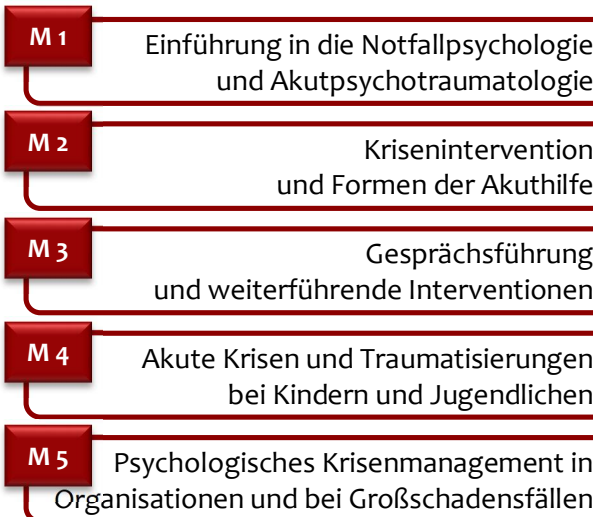 M 1
Einführung in die Notfallpsychologie
und Akutpsychotraumatologie
M 2
Krisenintervention
und Formen der Akuthilfe
M 3
Gesprächsführung
und weiterführende Interventionen
M 4
Akute Krisen und Traumatisierungen
bei Kindern und Jugendlichen
M 5
Psychologisches Krisenmanagement in
Organisationen und bei Großschadensfällen